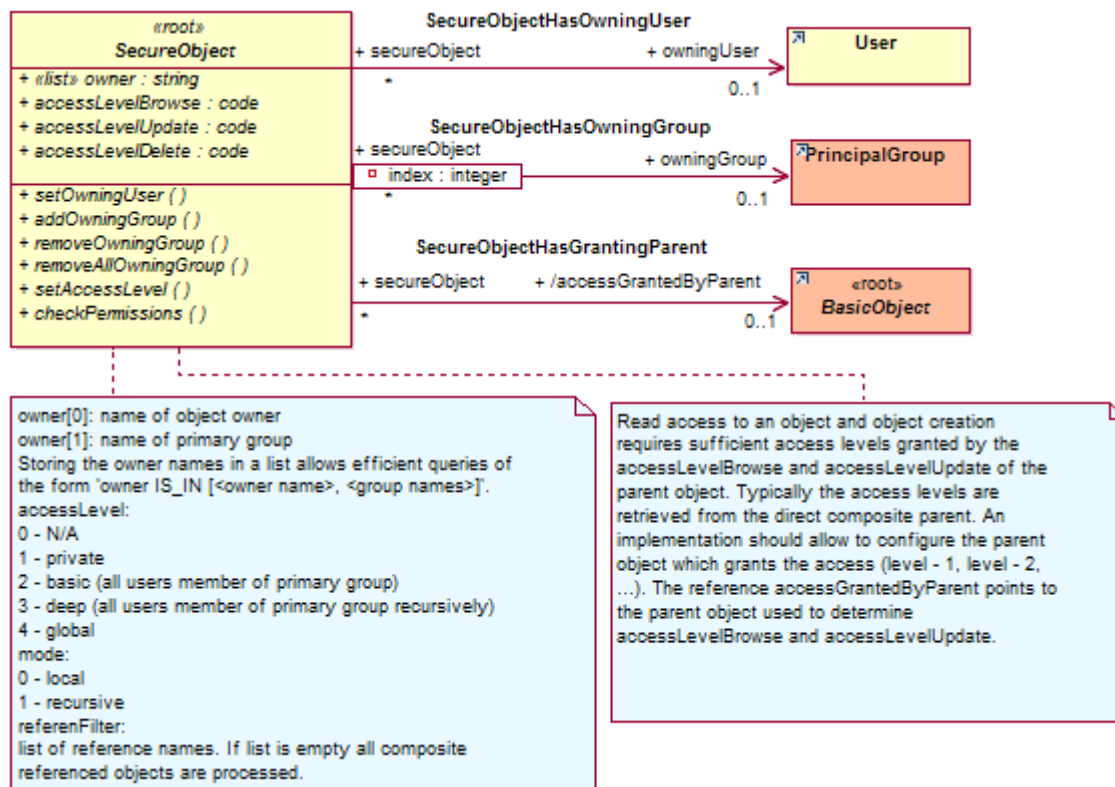 «root»
SecureObject
+ «list» owner : string
+ accessLevelBrowse : code
+ accessLevelUpdate : code
+ accessLevelDelete : code
+ setOwningUser ( )
+ addOwningGroup ( )
+ removeOwningGroup ( )
+ removeAllOwningGroup ( )
+ setAccessLevel ( )
+ checkPermissions ( )
SecureObjectHasOwningUser
+ secureObject
+ owningUser
*
0..1
User
SecureObjectHasOwningGroup
+ secureObject
+ owningGroup
index : integer
*
0..1
PrincipalGroup
SecureObjectHasGrantingParent
+ secureObject
+ /accessGrantedByParent
*
0..1
«root»
BasicObject
owner[0]: name of object owner
owner[1]: name of primary group
Storing the owner names in a list allows efficient queries of
the form 'owner IS_IN [<owner name>, <group names>]'.
accessLevel:
0 - N/A
1 - private
2 - basic (all users member of primary group)
3 - deep (all users member of primary group recursively)
4 - global
mode:
0 - local
1 - recursive
referenFilter:
list of reference names. If list is empty all composite
referenced objects are processed.
Read access to an object and object creation
requires sufficient access levels granted by the
accessLevelBrowse and accessLevelUpdate of the
parent object. Typically the access levels are
retrieved from the direct composite parent. An
implementation should allow to configure the parent
object which grants the access (level - 1, level - 2,
...). The reference accessGrantedByParent points to
the parent object used to determine
accessLevelBrowse and accessLevelUpdate.